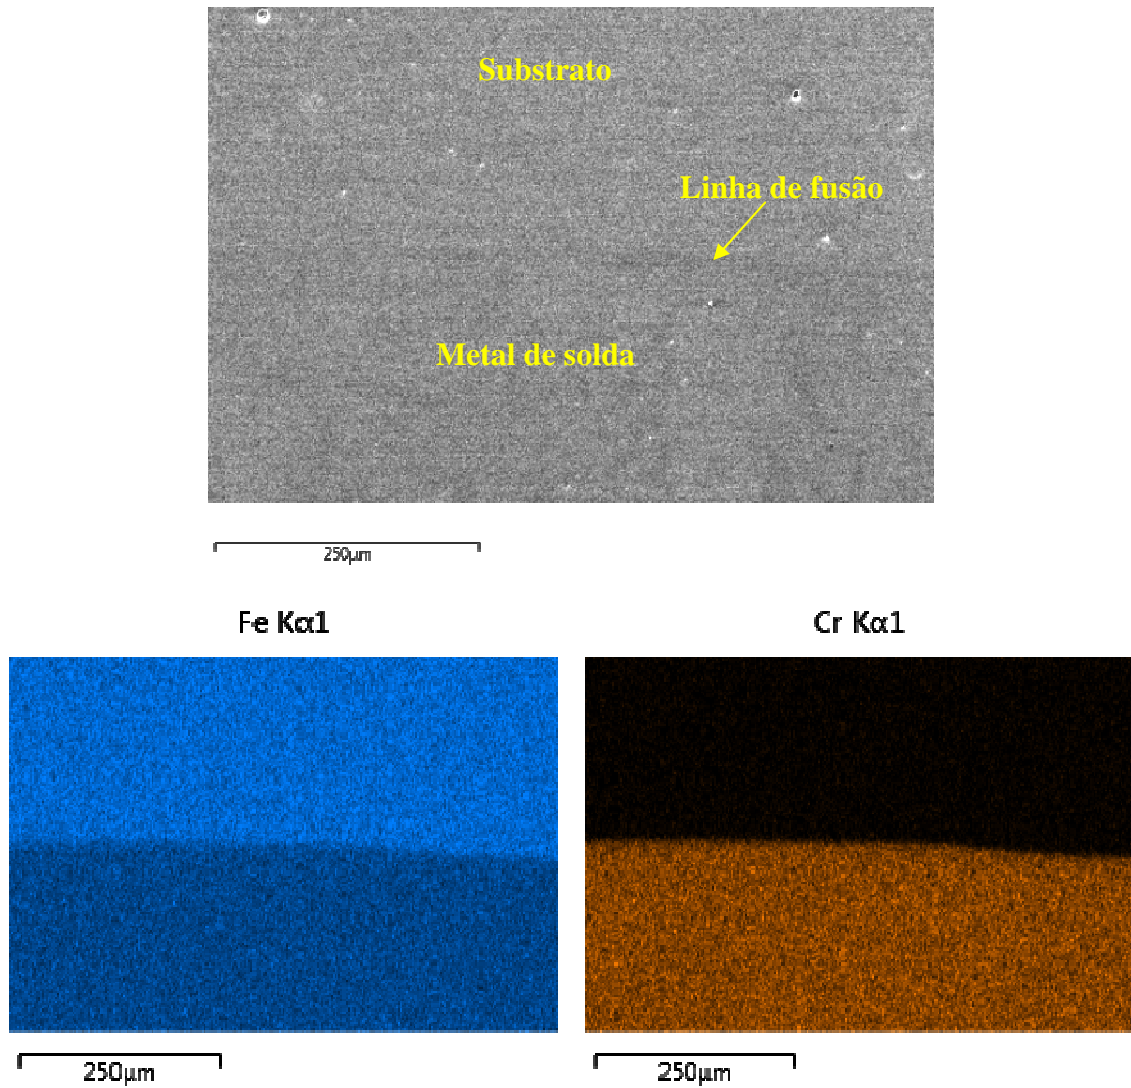 Substrato
Linha de fusão
Metal de solda
250µm
Fe Kα1
Cr Kα1
250µm
250µm